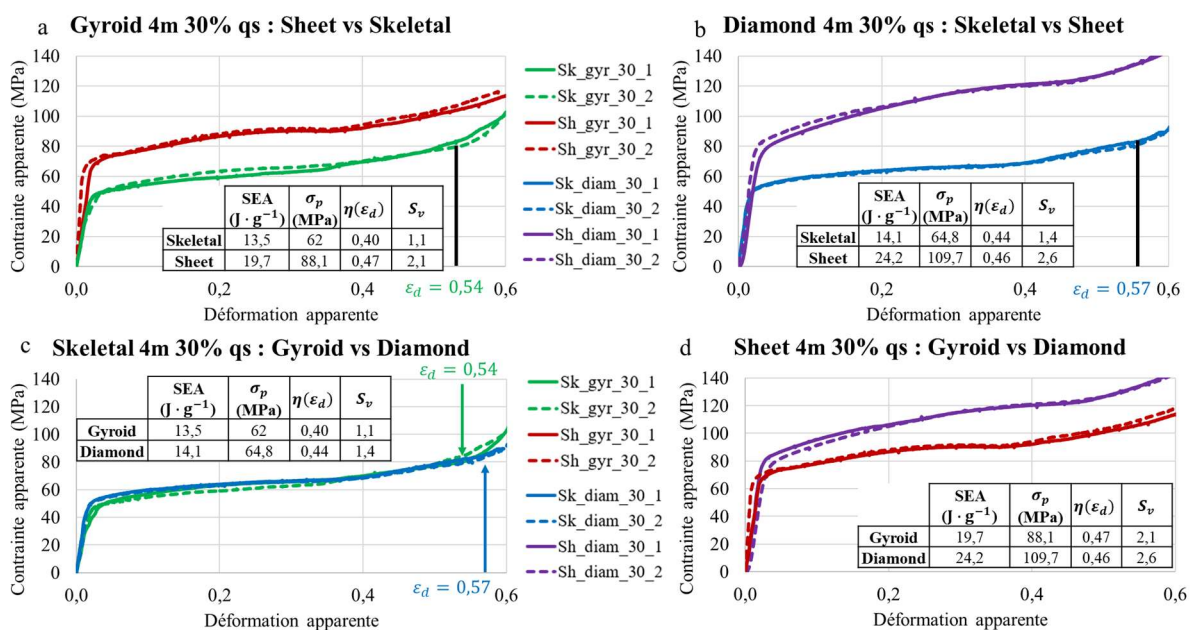 a
Gyroid 4m 30% qs : Sheet vs Skeletal
Contrainte apparente (MPa)
140
120
100
80
60
40
20
0
0,0
0,2
0,4
0,6
Déformation apparente
SEA (J · g⁻¹) σₚ (MPa) η(ε_d) Sᵥ
Skeletal 13,5 62 0,40 1,1
Sheet 19,7 88,1 0,47 2,1
ε_d = 0,54
Sk_gyr_30_1
Sk_gyr_30_2
Sh_gyr_30_1
Sh_gyr_30_2
Sk_diam_30_1
Sk_diam_30_2
Sh_diam_30_1
Sh_diam_30_2
b
Diamond 4m 30% qs : Skeletal vs Sheet
Contrainte apparente (MPa)
140
120
100
80
60
40
20
0
0,0
0,2
0,4
0,6
Déformation apparente
SEA (J · g⁻¹) σₚ (MPa) η(ε_d) Sᵥ
Skeletal 14,1 64,8 0,44 1,4
Sheet 24,2 109,7 0,46 2,6
ε_d = 0,57
c
Skeletal 4m 30% qs : Gyroid vs Diamond
Contrainte apparente (MPa)
140
120
100
80
60
40
20
0
0,0
0,2
0,4
0,6
Déformation apparente
SEA (J · g⁻¹) σₚ (MPa) η(ε_d) Sᵥ
Gyroid 13,5 62 0,40 1,1
Diamond 14,1 64,8 0,44 1,4
ε_d = 0,54
ε_d = 0,57
Sk_gyr_30_1
Sk_gyr_30_2
Sh_gyr_30_1
Sh_gyr_30_2
Sk_diam_30_1
Sk_diam_30_2
Sh_diam_30_1
Sh_diam_30_2
d
Sheet 4m 30% qs : Gyroid vs Diamond
Contrainte apparente (MPa)
140
120
100
80
60
40
20
0
0,0
0,2
0,4
0,6
Déformation apparente
SEA (J · g⁻¹) σₚ (MPa) η(ε_d) Sᵥ
Gyroid 19,7 88,1 0,47 2,1
Diamond 24,2 109,7 0,46 2,6